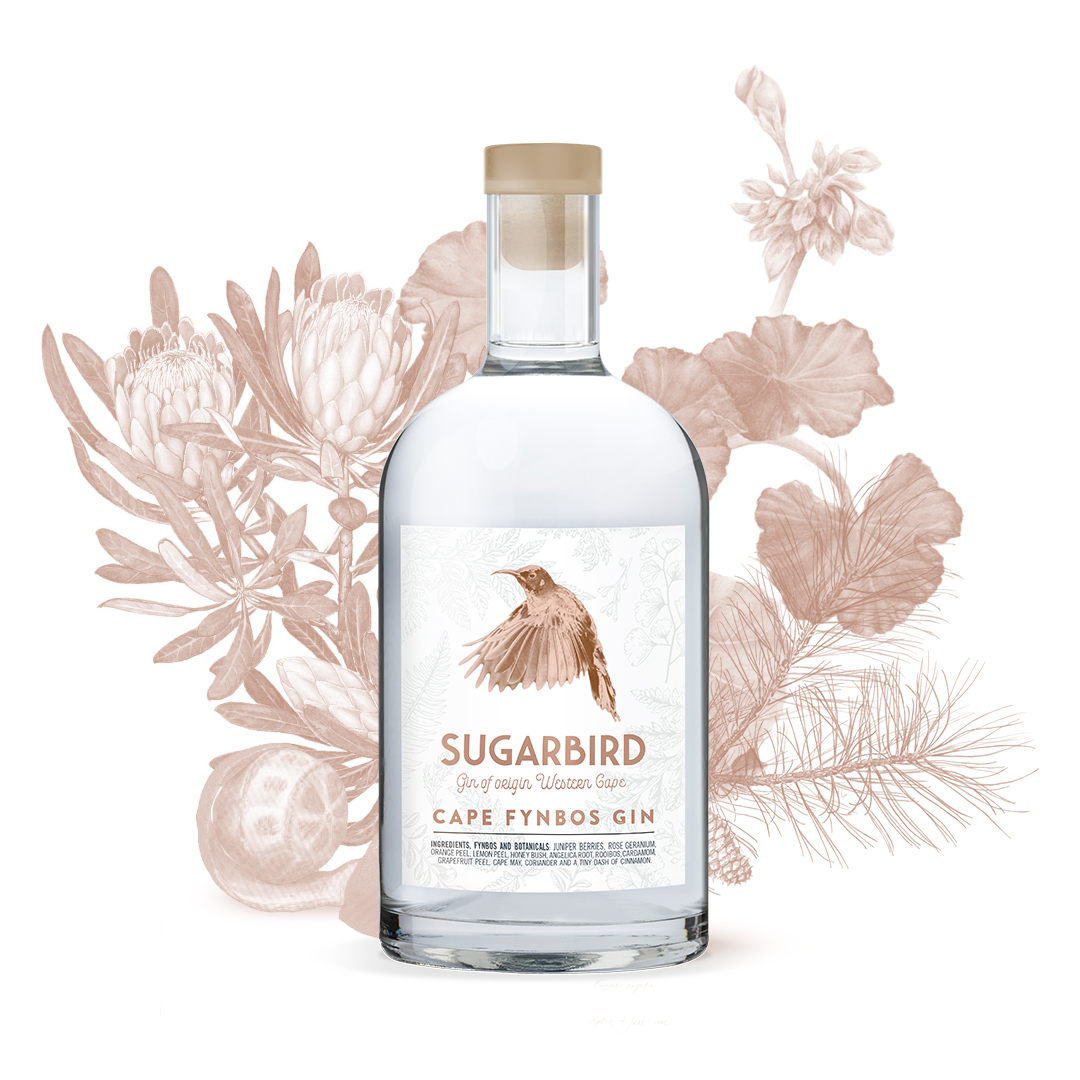 SUGARBIRD
Gin of origin Western Cape
CAPE FYNBOS GIN
INGREDIENTS, FYNBOS AND BOTANICALS: JUNIPER BERRIES, ROSE GERANIUM,
ORANGE PEEL, LEMON PEEL, HONEY BUSH, ANGELICA ROOT, ROOIBOS, CARDAMOM,
GRAPEFRUIT PEEL, CAPE MAY, CORIANDER AND A TINY DASH OF CINNAMON.